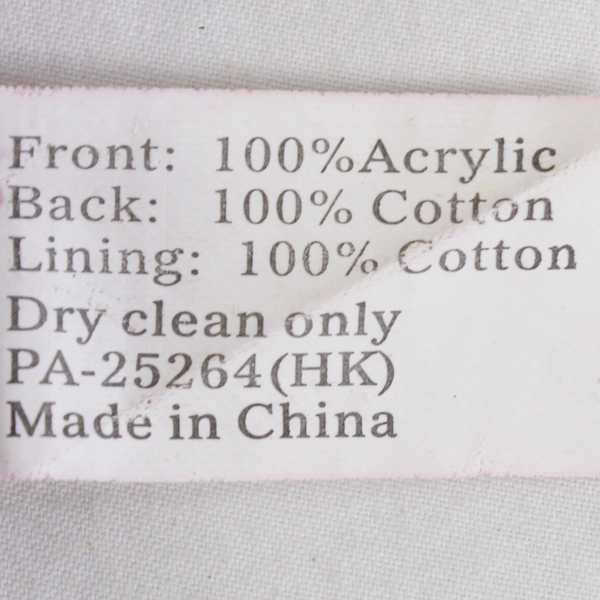 Front: 100%Acrylic
Back: 100% Cotton
Lining: 100% Cotton
Dry clean only
PA-25264(HK)
Made in China